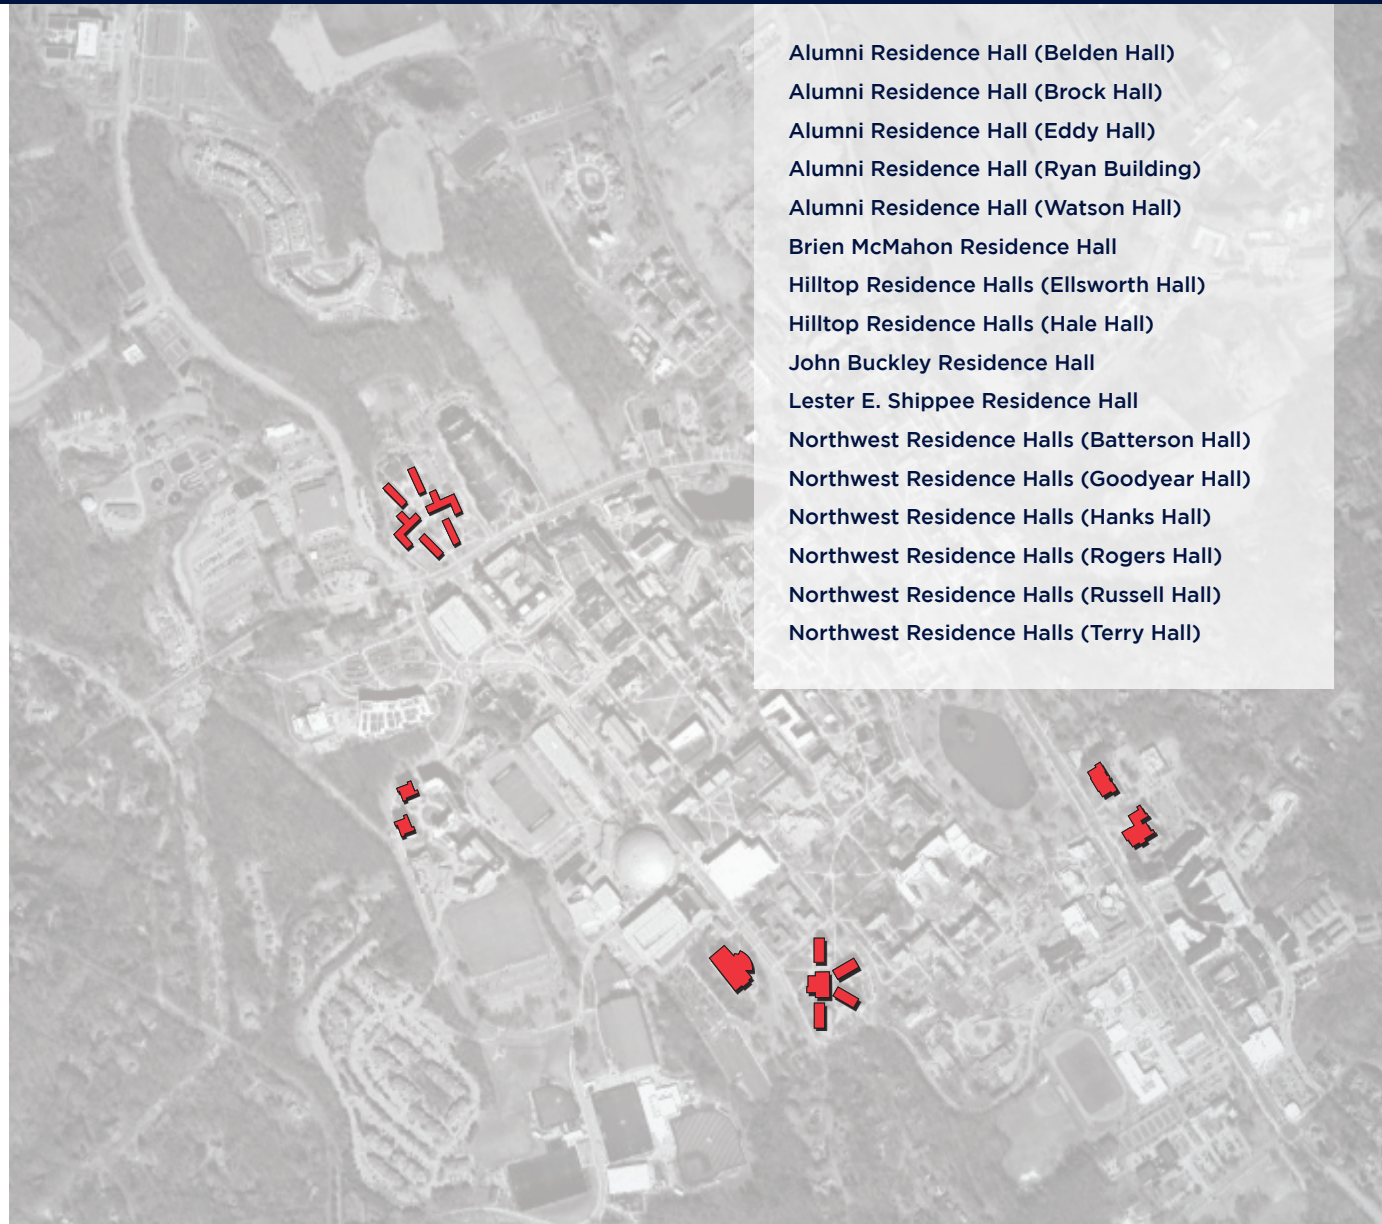 Alumni Residence Hall (Belden Hall)
Alumni Residence Hall (Brock Hall)
Alumni Residence Hall (Eddy Hall)
Alumni Residence Hall (Ryan Building)
Alumni Residence Hall (Watson Hall)
Brien McMahon Residence Hall
Hilltop Residence Halls (Ellsworth Hall)
Hilltop Residence Halls (Hale Hall)
John Buckley Residence Hall
Lester E. Shippee Residence Hall
Northwest Residence Halls (Batterson Hall)
Northwest Residence Halls (Goodyear Hall)
Northwest Residence Halls (Hanks Hall)
Northwest Residence Halls (Rogers Hall)
Northwest Residence Halls (Russell Hall)
Northwest Residence Halls (Terry Hall)